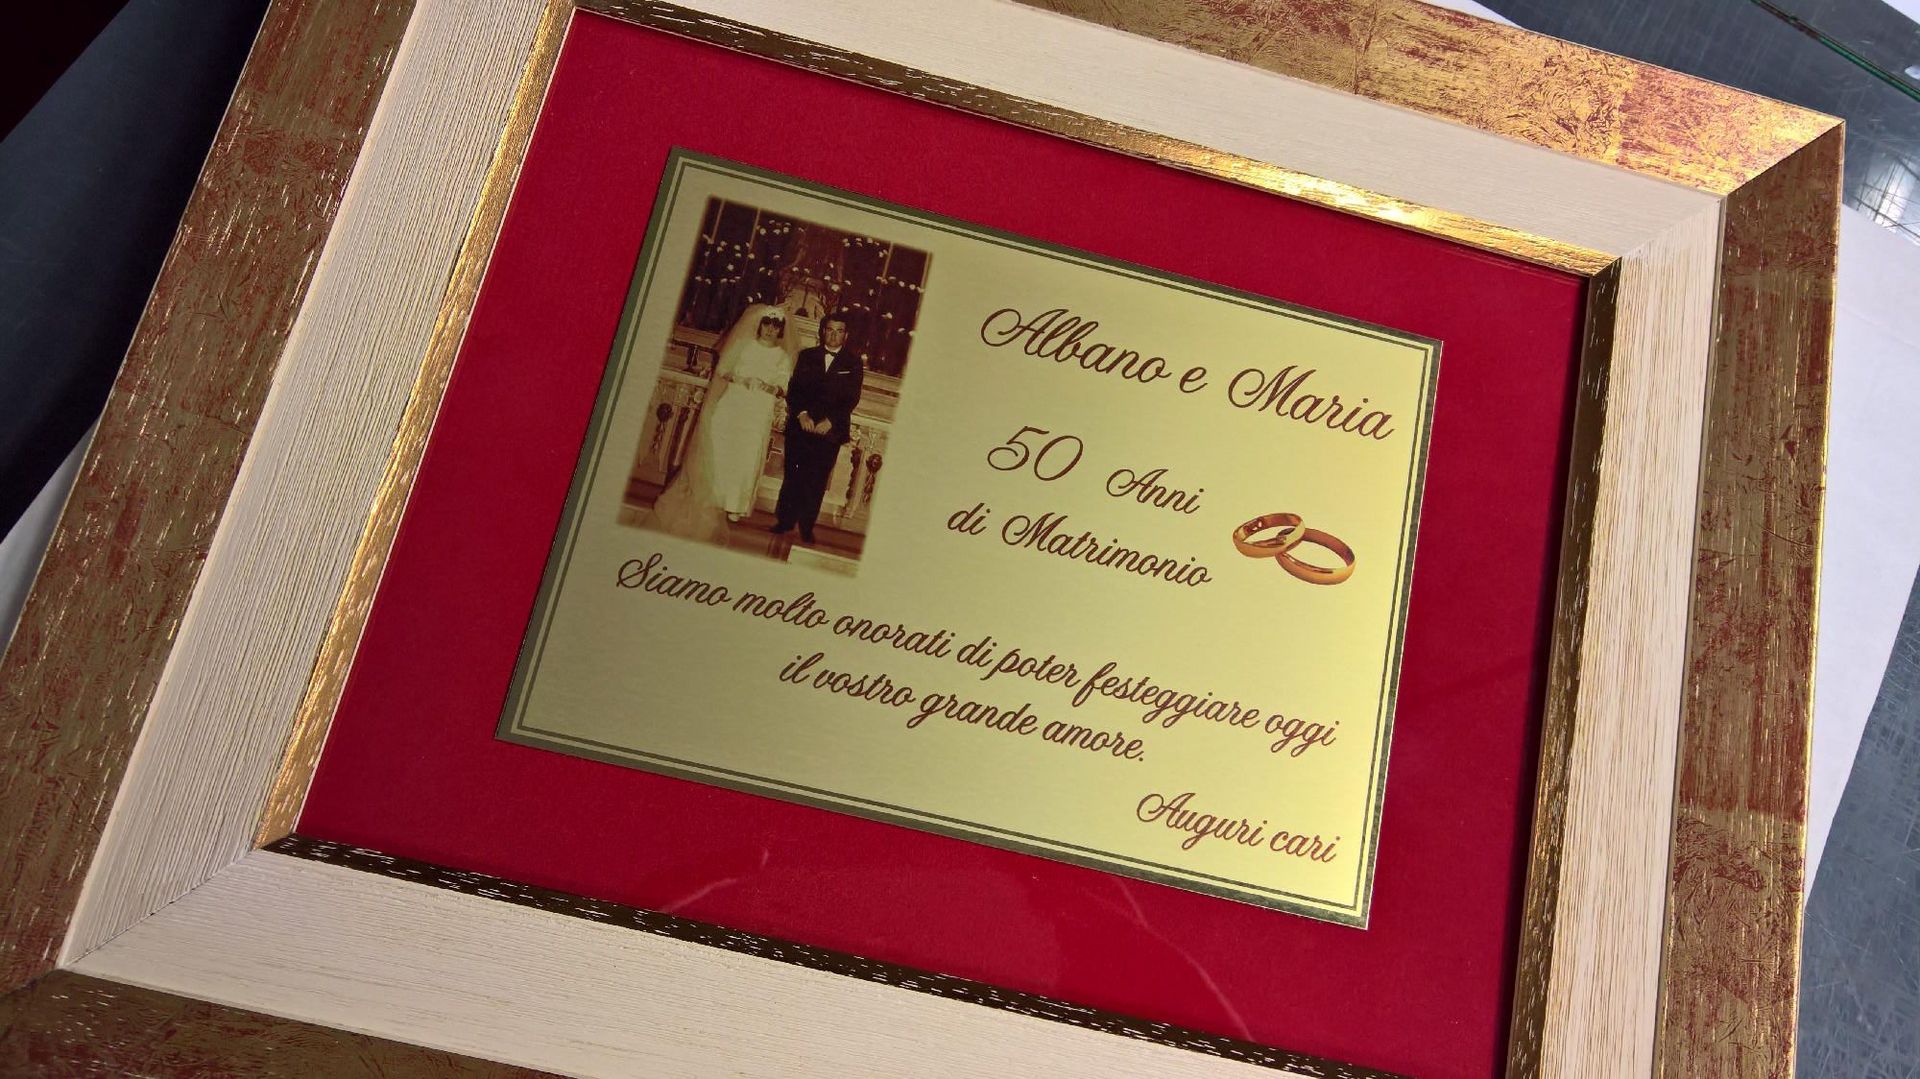 Albano e Maria
50 Anni
di Matrimonio
Siamo molto onorati di poter festeggiare oggi
il vostro grande amore.
Auguri cari